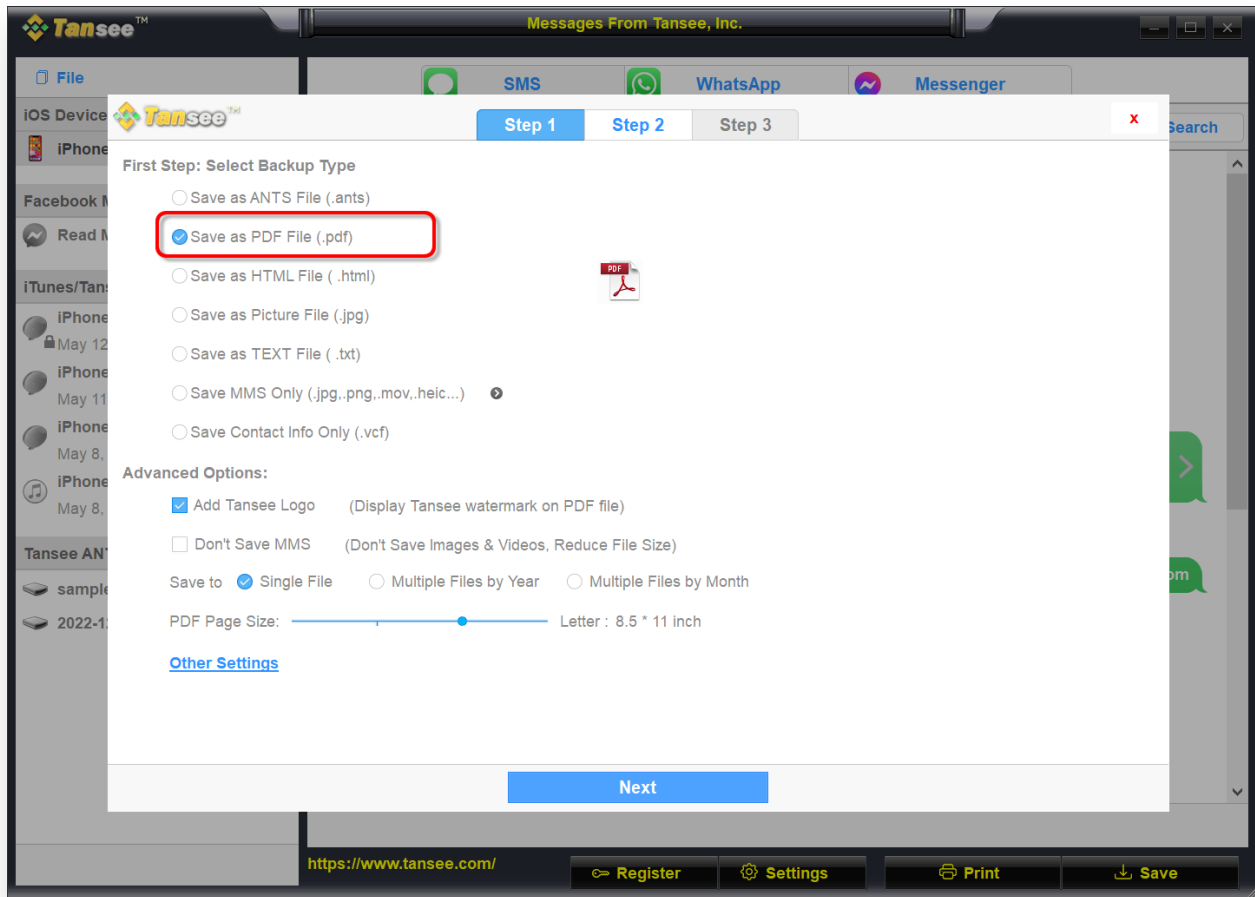 Tansee™
Messages From Tansee, Inc.
File
SMS WhatsApp Messenger
iOS Device
Tansee™
Step 1 Step 2 Step 3
x
Search
iPhone
First Step: Select Backup Type
Save as ANTS File (.ants)
Facebook M
Save as PDF File (.pdf)
Read M
PDF
Save as HTML File ( .html)
iTunes/Tans
Save as Picture File (.jpg)
iPhone
May 12
Save as TEXT File ( .txt)
iPhone
May 11
Save MMS Only (.jpg,.png,.mov,.heic...)
iPhone
Save Contact Info Only (.vcf)
May 8,
Advanced Options:
iPhone
May 8,
Add Tansee Logo (Display Tansee watermark on PDF file)
Don't Save MMS (Don't Save Images & Videos, Reduce File Size)
Tansee AN
om
Save to Single File Multiple Files by Year Multiple Files by Month
sample
PDF Page Size: Letter : 8.5 * 11 inch
2022-1
Other Settings
Next
https://www.tansee.com/
Register Settings Print Save